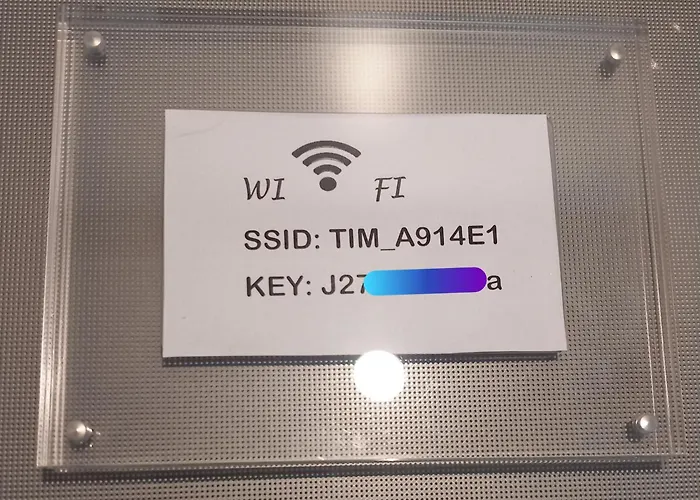 WI FI
SSID: TIM_A914E1
KEY: J27 a